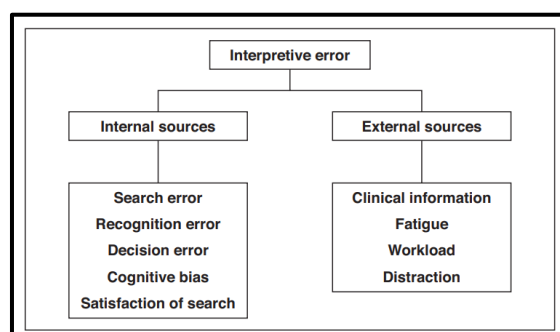 Interpretive error
Internal sources
External sources
Search error
Recognition error
Decision error
Cognitive bias
Satisfaction of search
Clinical information
Fatigue
Workload
Distraction